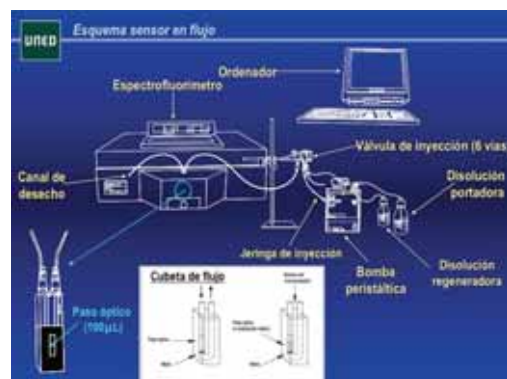 UNED
Esquema sensor en flujo
Ordenador
Espectrofluorímetro
Válvula de inyección (6 vías
Canal de
desecho
Disolución
portadora
Jeringa de inyección
Bomba
peristáltica
Disolución
regeneradora
Paso óptico
(100µL)
Cubeta de flujo